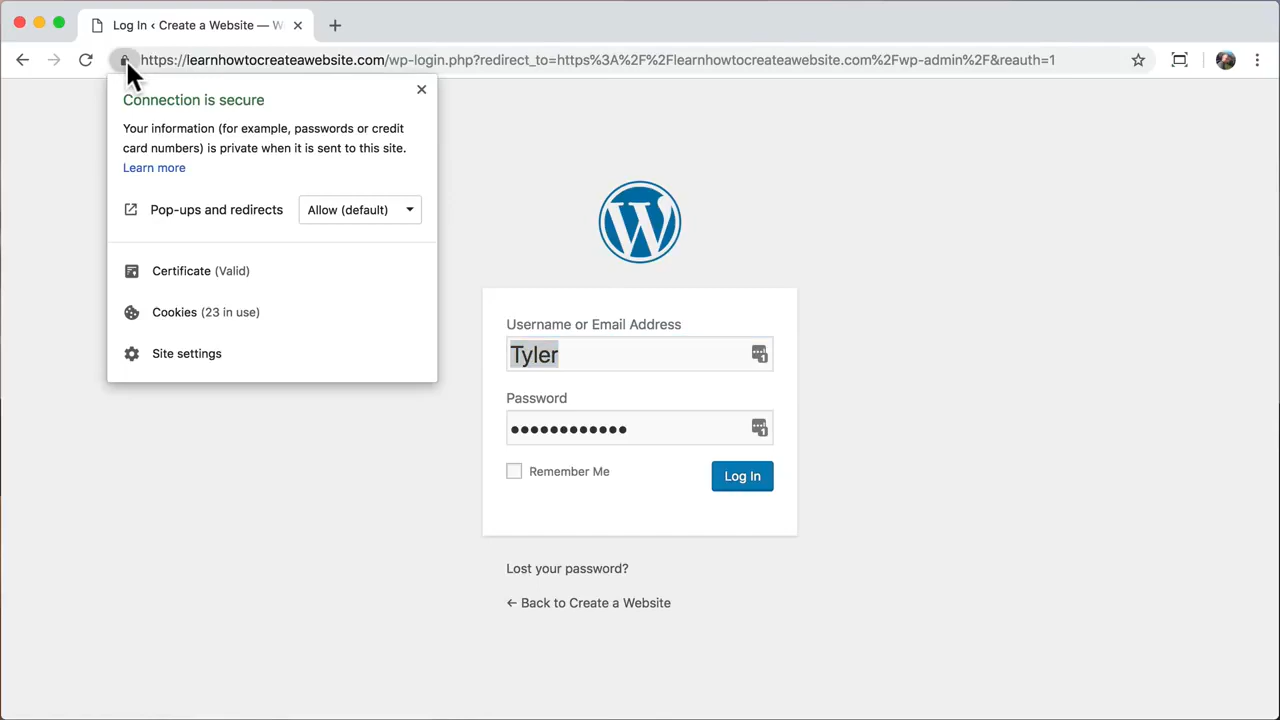 Log In ‹ Create a Website — W
https://learnhowtocreateawebsite.com/wp-login.php?redirect_to=https%3A%2F%2Flearnhowtocreateawebsite.com%2Fwp-admin%2F&reauth=1
Connection is secure
Your information (for example, passwords or credit
card numbers) is private when it is sent to this site.
Learn more
Pop-ups and redirects
Allow (default)
Certificate (Valid)
Cookies (23 in use)
Site settings
Username or Email Address
Tyler
1
Password
••••••••••••
1
Remember Me
Log In
Lost your password?
← Back to Create a Website